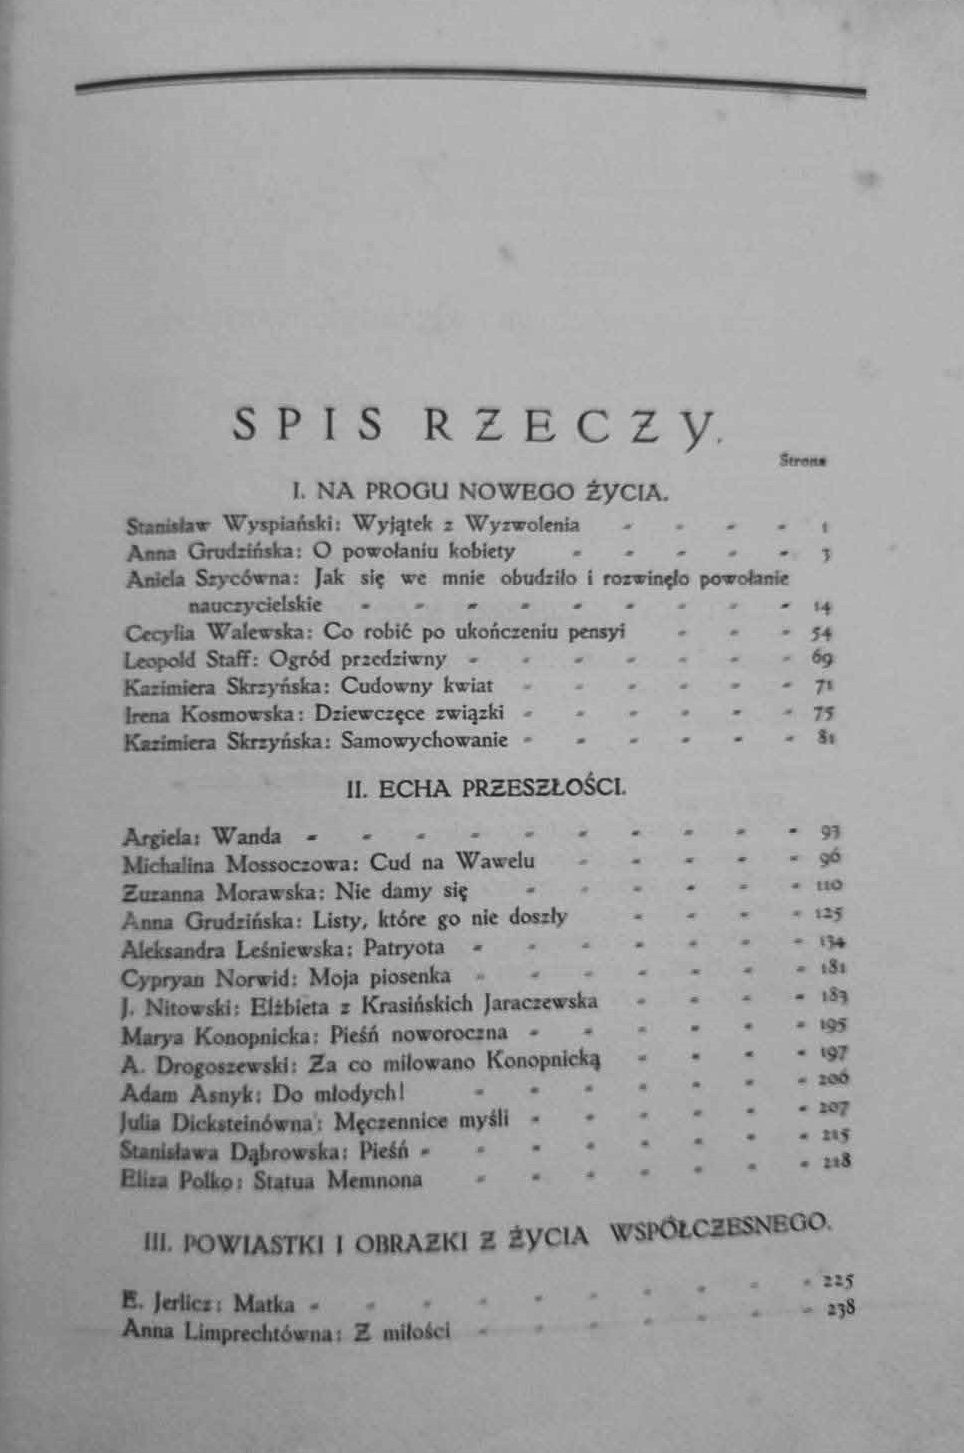 SPIS RZECZY.
Strona
I. NA PROGU NOWEGO ŻYCIA.
Stanisław Wyspiański: Wyjątek z Wyzwolenia - - - - 1
Anna Grudzińska: O powołaniu kobiety - - - - - 3
Aniela Szycówna: Jak się we mnie obudziło i rozwinęło powołanie
nauczycielskie - - - - - - - - - 14
Cecylia Walewska: Co robić po ukończeniu pensyi - - - 54
Leopold Staff: Ogród przedziwny - - - - - - - 69
Kazimiera Skrzyńska: Cudowny kwiat - - - - - - 71
Irena Kosmowska: Dziewczęce związki - - - - - - 75
Kazimiera Skrzyńska: Samowychowanie - - - - - - 81
II. ECHA PRZESZŁOŚCI.
Argiela: Wanda - - - - - - - - - - 93
Michalina Mossoczowa: Cud na Wawelu - - - - - 96
Zuzanna Morawska: Nie damy się - - - - - - 110
Anna Grudzińska: Listy, które go nie doszły - - - - 125
Aleksandra Leśniewska: Patryota - - - - - - - 134
Cypryan Norwid: Moja piosenka - - - - - - - 181
J. Nitowski: Elżbieta z Krasińskich Jaraczewska - - - - 183
Marya Konopnicka: Pieśń noworoczna - - - - - - 195
A. Drogoszewski: Za co miłowano Konopnicką - - - - 197
Adam Asnyk: Do młodych! - - - - - - - 206
Julia Dicksteinówna: Męczennice myśli - - - - - - 207
Stanisława Dąbrowska: Pieśń - - - - - - - - 215
Eliza Polko: Statua Memnona - - - - - - - 218
III. POWIASTKI I OBRAZKI Z ŻYCIA WSPÓŁCZESNEGO.
E. Jerlicz: Matka - - - - - - - - - - 225
Anna Limprechtówna: Z miłości - - - - - - - 238